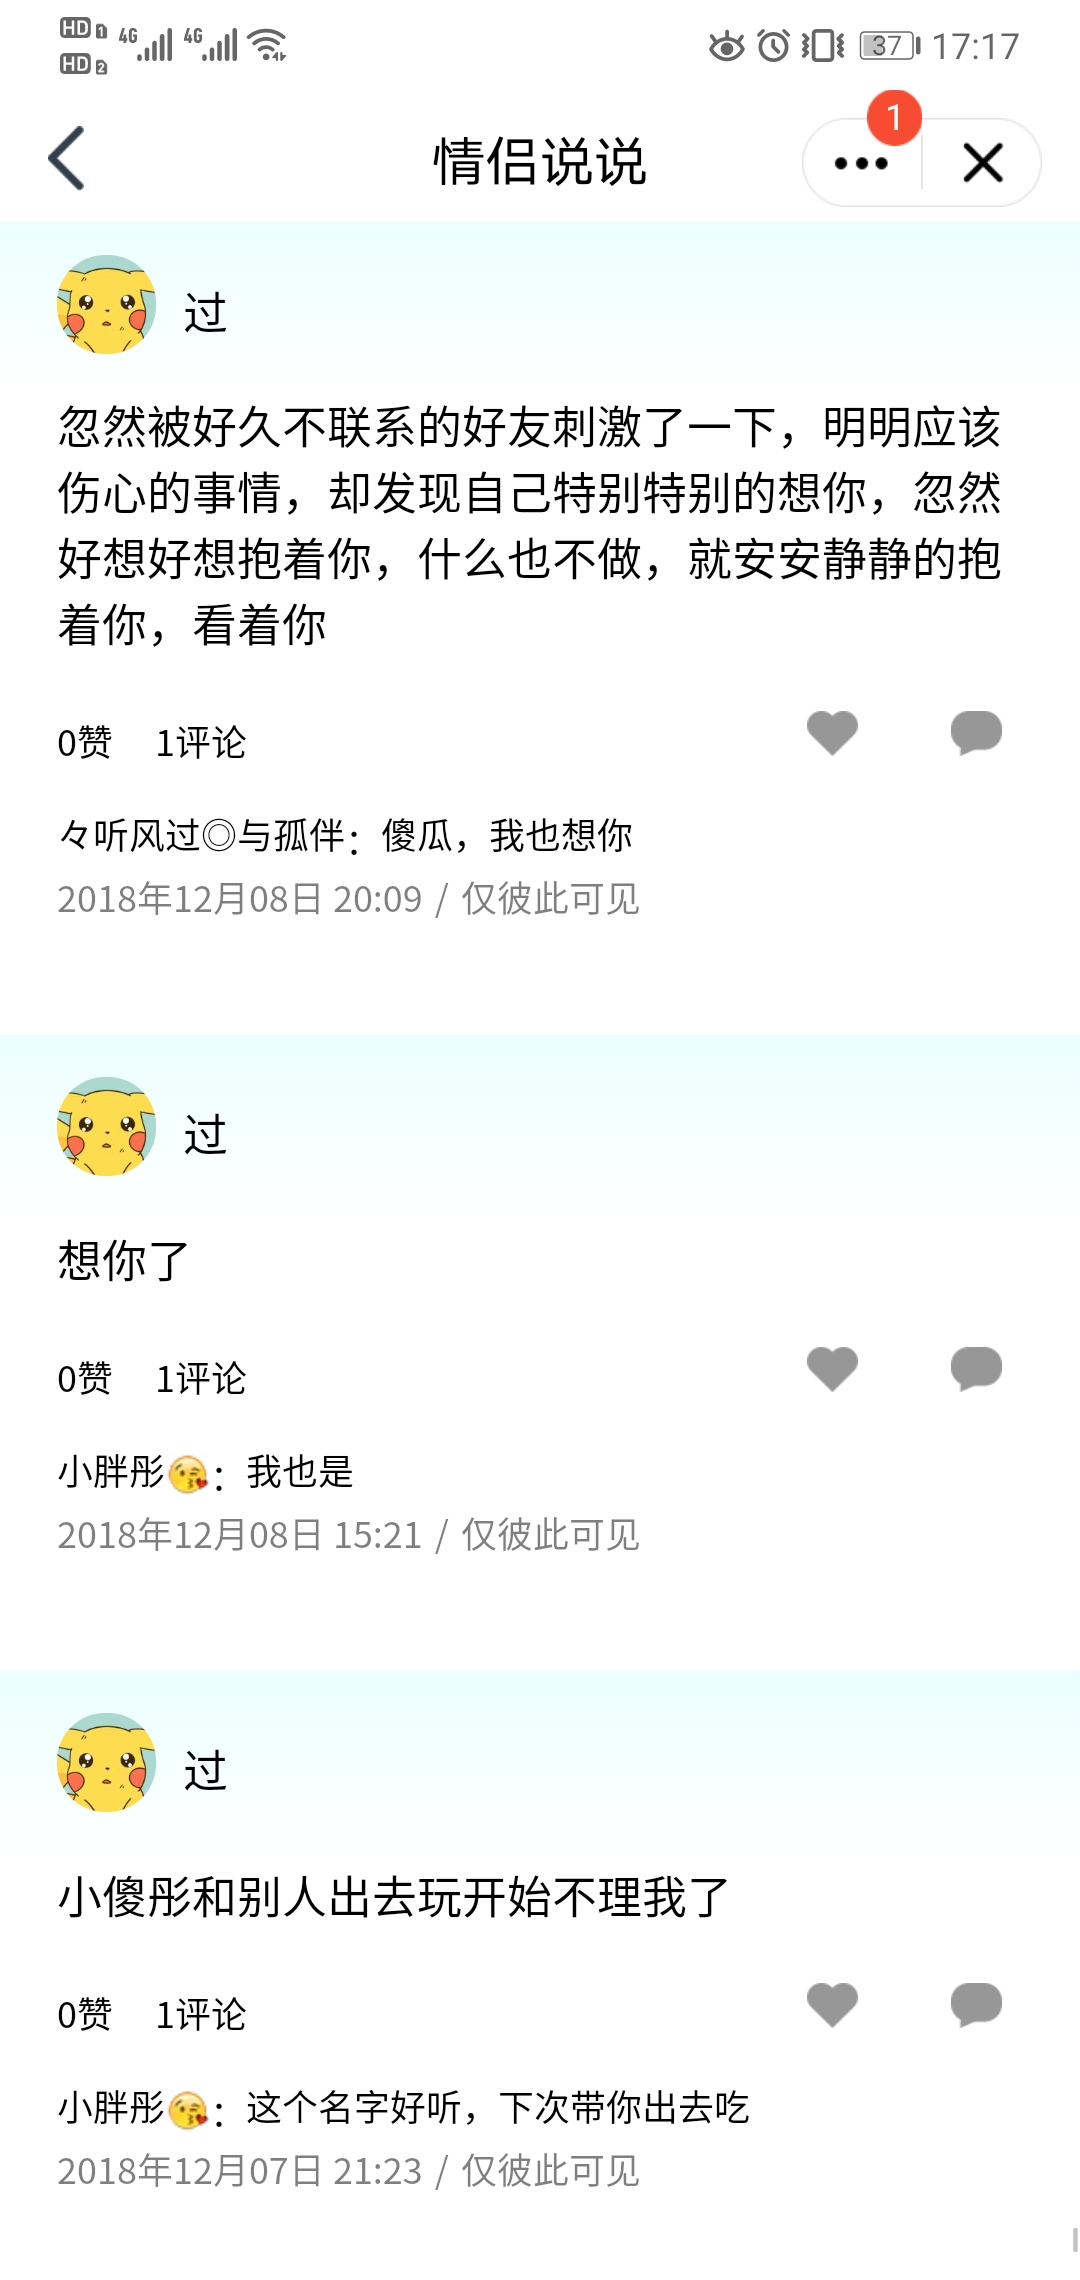 HD 1 4G 4G 37 17:17
HD 2
情侣说说
1
过
忽然被好久不联系的好友刺激了一下，明明应该
伤心的事情，却发现自己特别特别的想你，忽然
好想好想抱着你，什么也不做，就安安静静的抱
着你，看着你
0赞 1评论
々听风过◎与孤伴：傻瓜，我也想你
2018年12月08日 20:09 / 仅彼此可见
过
想你了
0赞 1评论
小胖彤😘：我也是
2018年12月08日 15:21 / 仅彼此可见
过
小傻彤和别人出去玩开始不理我了
0赞 1评论
小胖彤😘：这个名字好听，下次带你出去吃
2018年12月07日 21:23 / 仅彼此可见